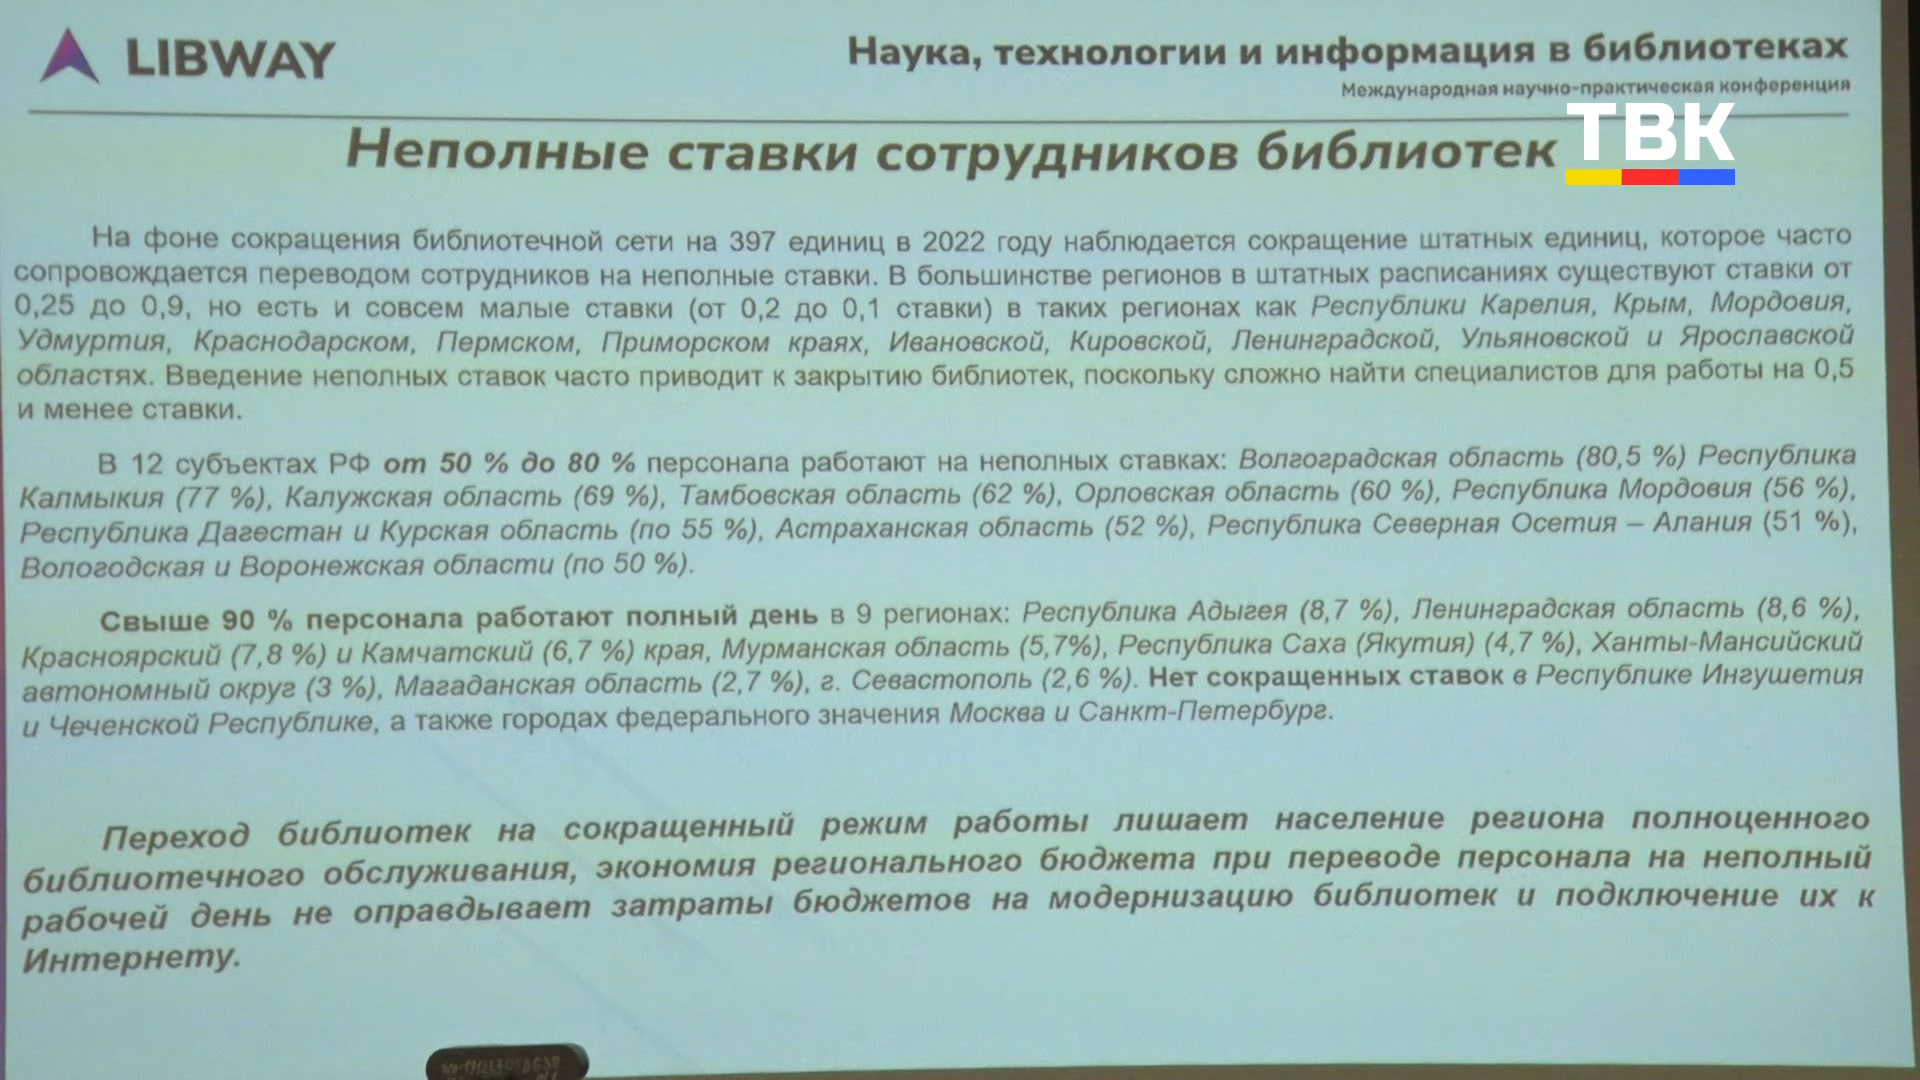 LIBWAY
Наука, технологии и информация в библиотеках
Международная научно-практическая конференция
ТВК
Неполные ставки сотрудников библиотек
На фоне сокращения библиотечной сети на 397 единиц в 2022 году наблюдается сокращение штатных единиц, которое часто
сопровождается переводом сотрудников на неполные ставки. В большинстве регионов в штатных расписаниях существуют ставки от
0,25 до 0,9, но есть и совсем малые ставки (от 0,2 до 0,1 ставки) в таких регионах как Республики Карелия, Крым, Мордовия,
Удмуртия, Краснодарском, Пермском, Приморском краях, Ивановской, Кировской, Ленинградской, Ульяновской и Ярославской
областях. Введение неполных ставок часто приводит к закрытию библиотек, поскольку сложно найти специалистов для работы на 0,5
и менее ставки.
В 12 субъектах РФ от 50 % до 80 % персонала работают на неполных ставках: Волгоградская область (80,5 %) Республика
Калмыкия (77 %), Калужская область (69 %), Тамбовская область (62 %), Орловская область (60 %), Республика Мордовия (56 %),
Республика Дагестан и Курская область (по 55 %), Астраханская область (52 %), Республика Северная Осетия – Алания (51 %),
Вологодская и Воронежская области (по 50 %).
Свыше 90 % персонала работают полный день в 9 регионах: Республика Адыгея (8,7 %), Ленинградская область (8,6 %),
Красноярский (7,8 %) и Камчатский (6,7 %) края, Мурманская область (5,7%), Республика Саха (Якутия) (4,7 %), Ханты-Мансийский
автономный округ (3 %), Магаданская область (2,7 %), г. Севастополь (2,6 %). Нет сокращенных ставок в Республике Ингушетия
и Чеченской Республике, а также городах федерального значения Москва и Санкт-Петербург.
Переход библиотек на сокращенный режим работы лишает население региона полноценного
библиотечного обслуживания, экономия регионального бюджета при переводе персонала на неполный
рабочей день не оправдывает затраты бюджетов на модернизацию библиотек и подключение их к
Интернету.